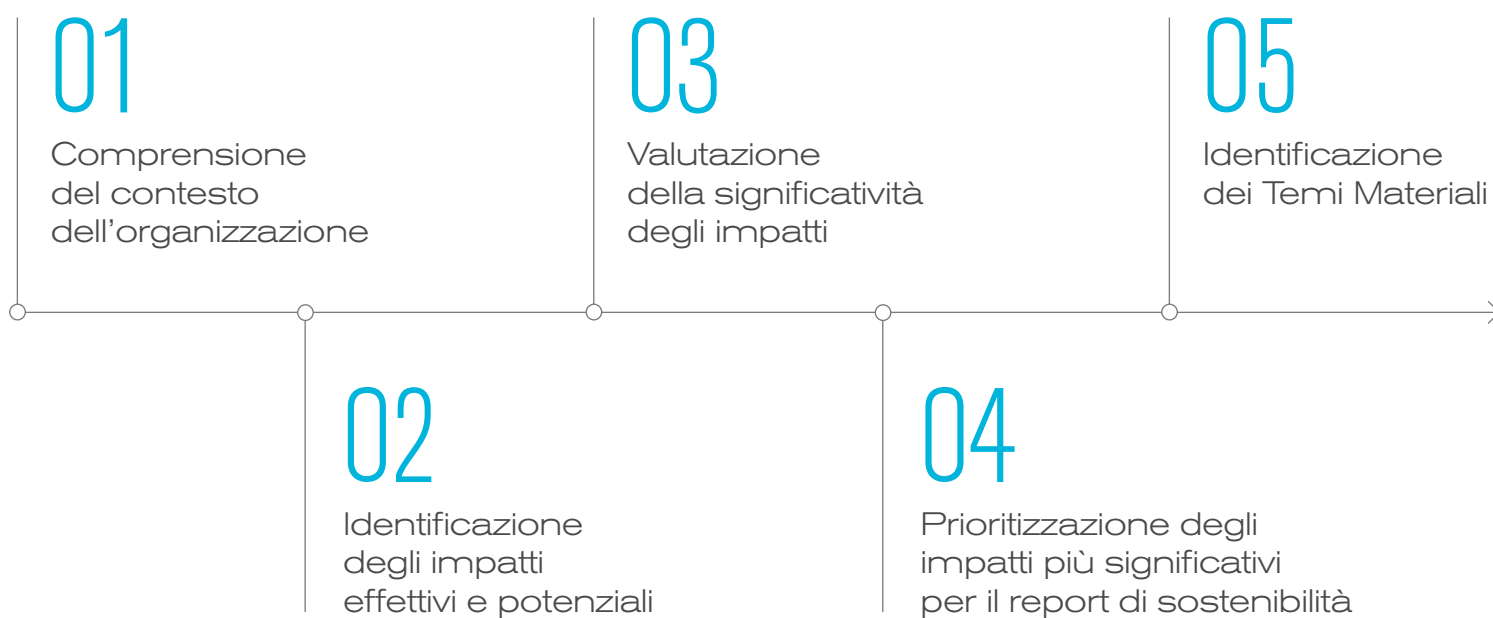 01
Comprensione
del contesto
dell'organizzazione
02
Identificazione
degli impatti
effettivi e potenziali
03
Valutazione
della significatività
degli impatti
04
Prioritizzazione degli
impatti più significativi
per il report di sostenibilità
05
Identificazione
dei Temi Materiali